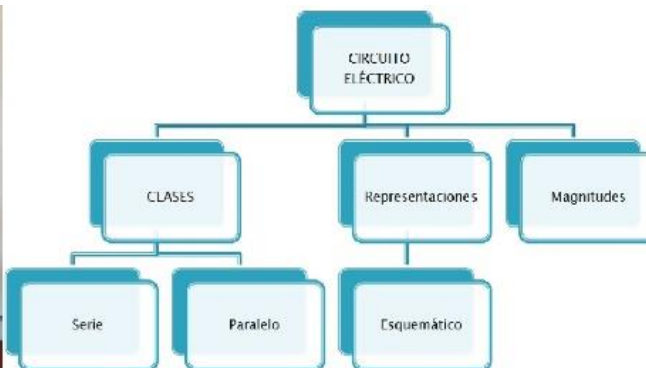 CIRCUITO
ELÉCTRICO
CLASES
Representaciones
Magnitudes
Serie
Paralelo
Esquemático